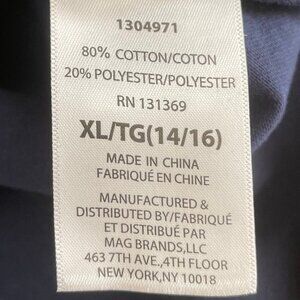 1304971
80% COTTON/COTON
20% POLYESTER/POLYESTER
RN 131369
XL/TG(14/16)
MADE IN CHINA
FABRIQUÉ EN CHINE
MANUFACTURED &
DISTRIBUTED BY/FABRIQUÉ
ET DISTRIBUÉ PAR
MAG BRANDS,LLC
463 7TH AVE.,4TH FLOOR
NEW YORK,NY 10018